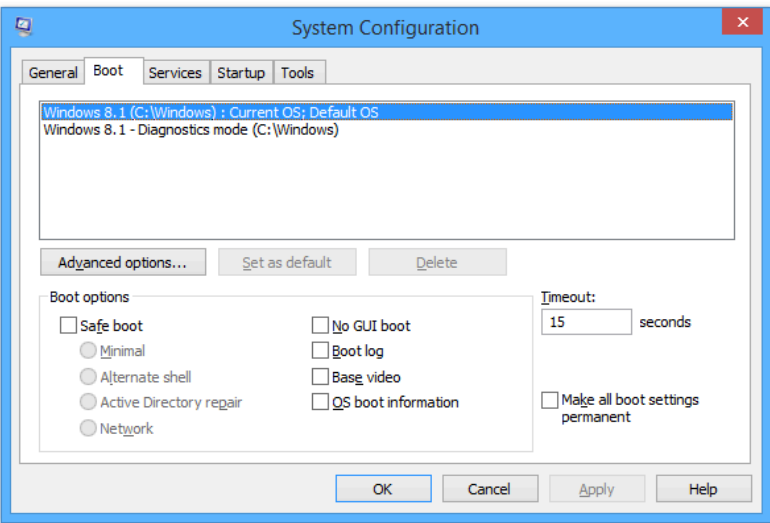 System Configuration
General Boot Services Startup Tools
Windows 8.1 (C:\Windows) : Current OS; Default OS
Windows 8.1 - Diagnostics mode (C:\Windows)
Advanced options... Set as default Delete
Boot options
Safe boot
Minimal
Alternate shell
Active Directory repair
Network
No GUI boot
Boot log
Base video
OS boot information
Timeout:
15 seconds
Make all boot settings
permanent
OK Cancel Apply Help